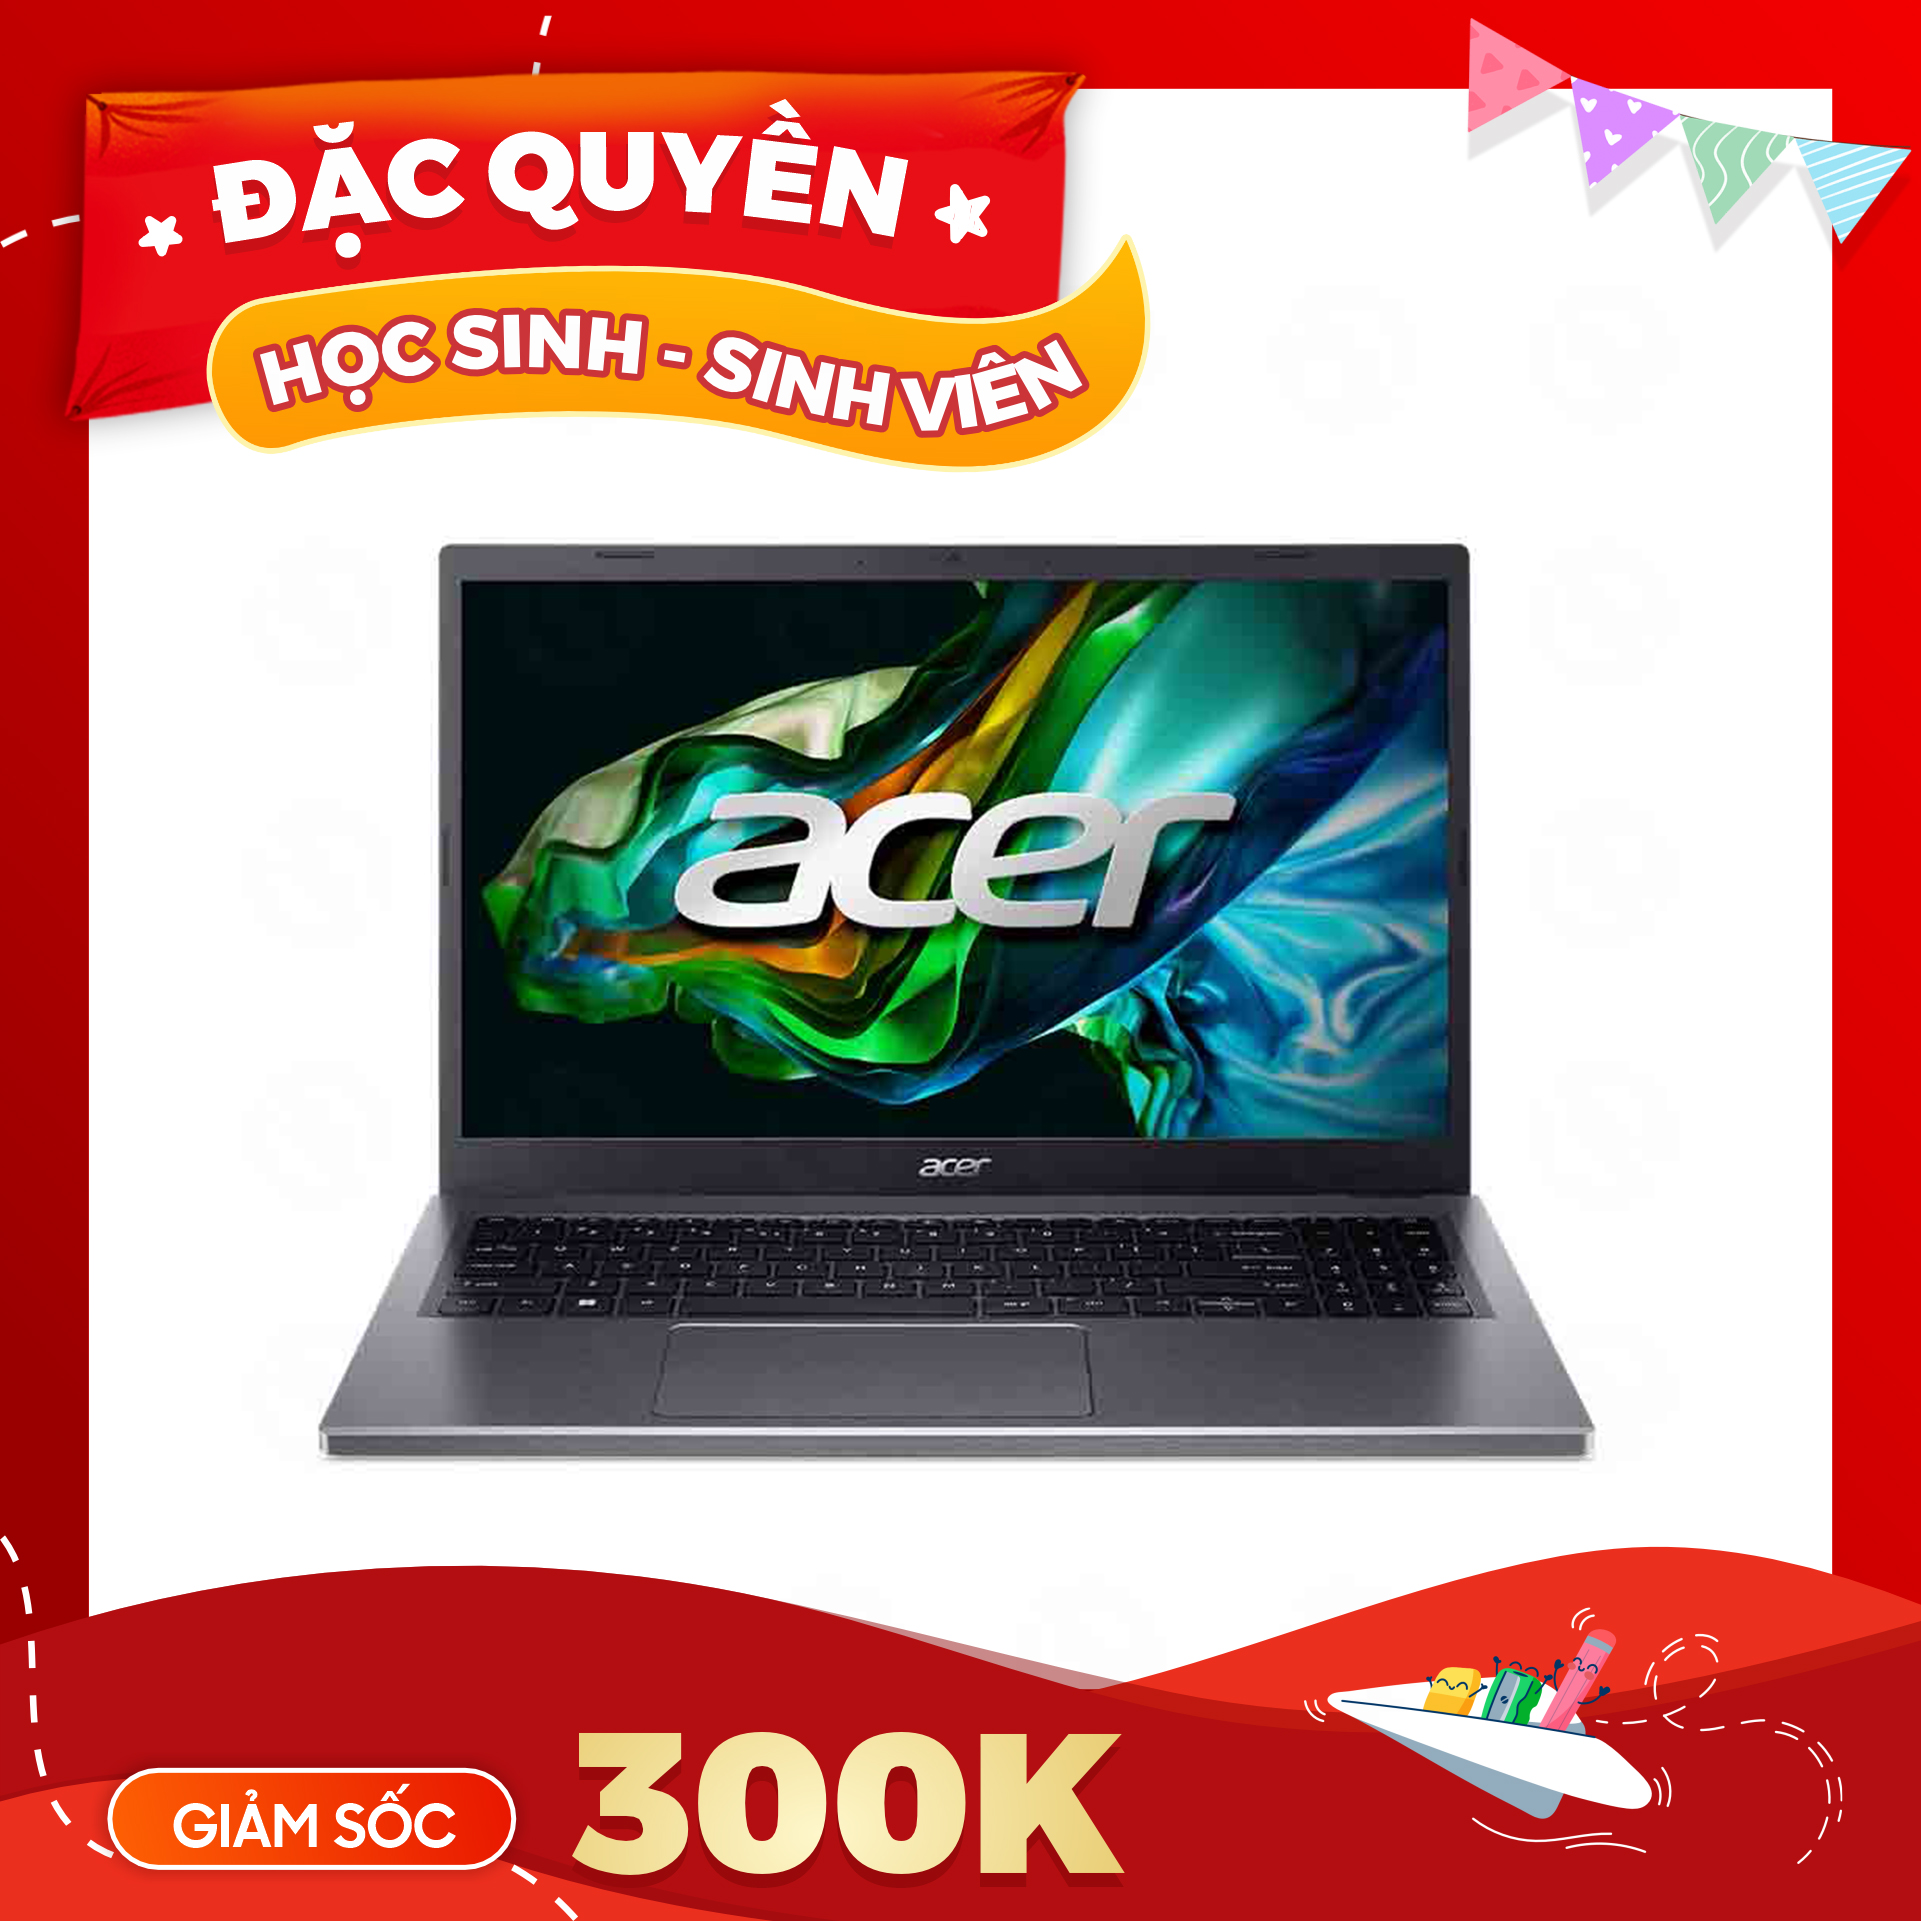 ĐẶC QUYỀN
HỌC SINH - SINH VIÊN
acer
acer
GIẢM SỐC
300K